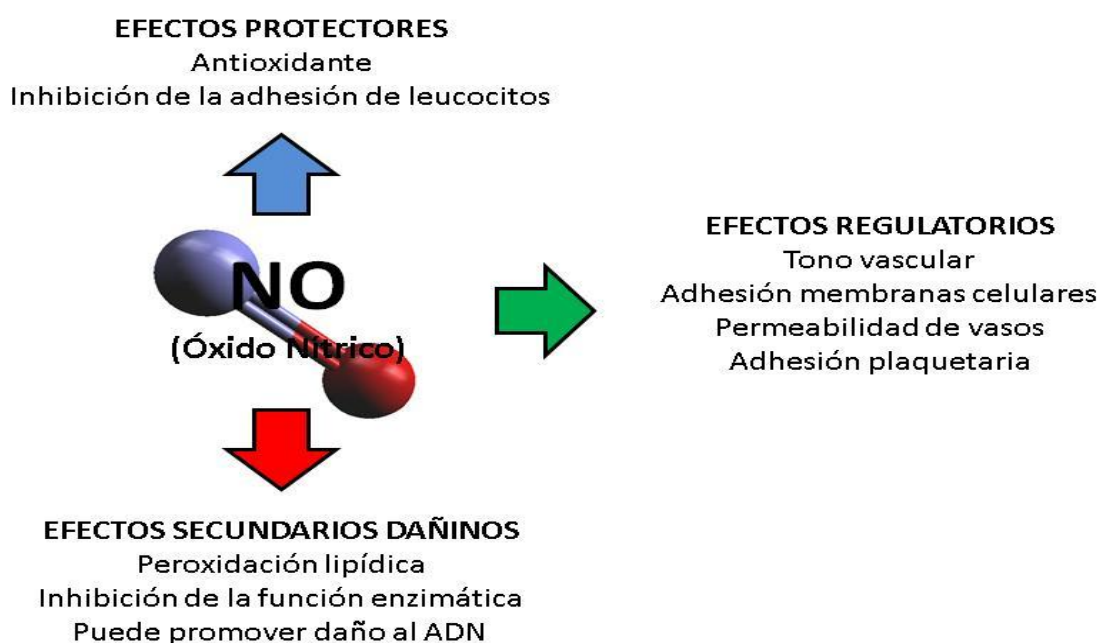 EFECTOS PROTECTORES
Antioxidante
Inhibición de la adhesión de leucocitos
NO
(Óxido Nítrico)
EFECTOS REGULATORIOS
Tono vascular
Adhesión membranas celulares
Permeabilidad de vasos
Adhesión plaquetaria
EFECTOS SECUNDARIOS DAÑINOS
Peroxidación lipídica
Inhibición de la función enzimática
Puede promover daño al ADN